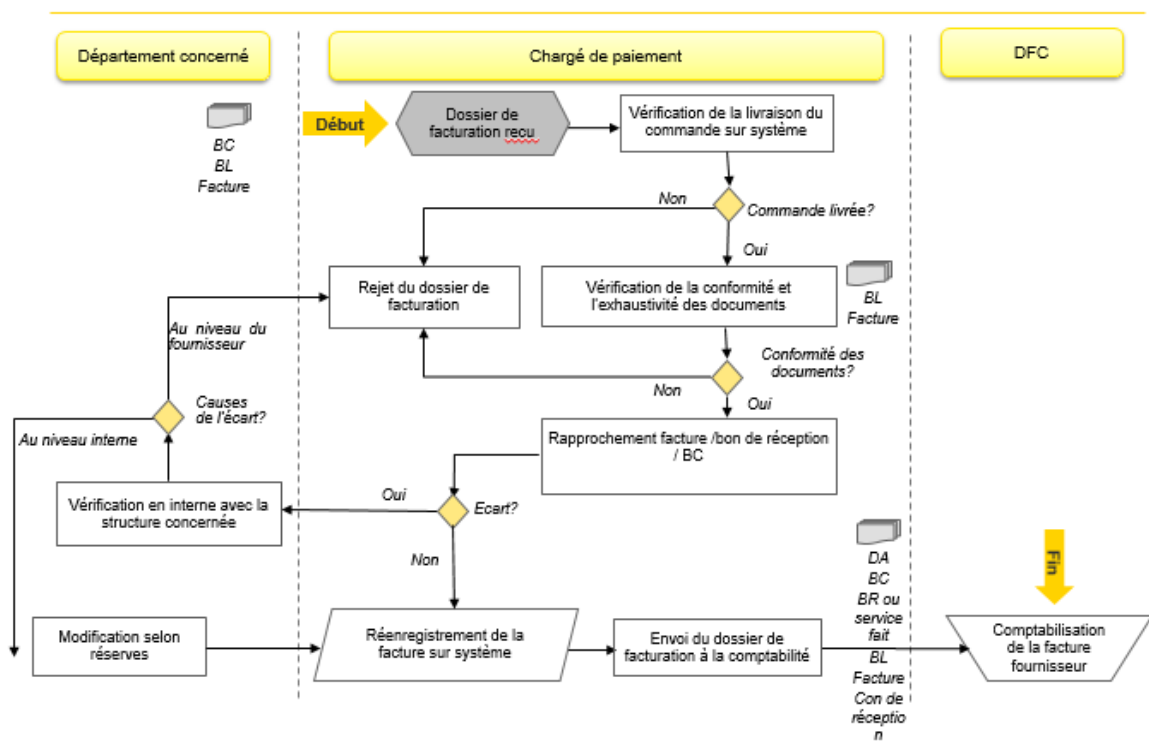 Département concerné
Chargé de paiement
DFC
BC
BL
Facture
Début
Dossier de
facturation recu
Vérification de la livraison du
commande sur système
Non
Commande livrée?
Oui
Rejet du dossier de
facturation
Vérification de la conformité et
l'exhaustivité des documents
BL
Facture
Au niveau du
fournisseur
Conformité des
documents?
Non
Oui
Causes
de l'écart?
Au niveau interne
Rapprochement facture /bon de réception
/ BC
Vérification en interne avec la
structure concernée
Oui
Ecart?
Non
DA
BC
BR ou
service
fait
BL
Facture
Con de
réceptio
n
Fin
Modification selon
réserves
Réenregistrement de la
facture sur système
Envoi du dossier de
facturation à la comptabilité
Comptabilisation
de la facture
fournisseur